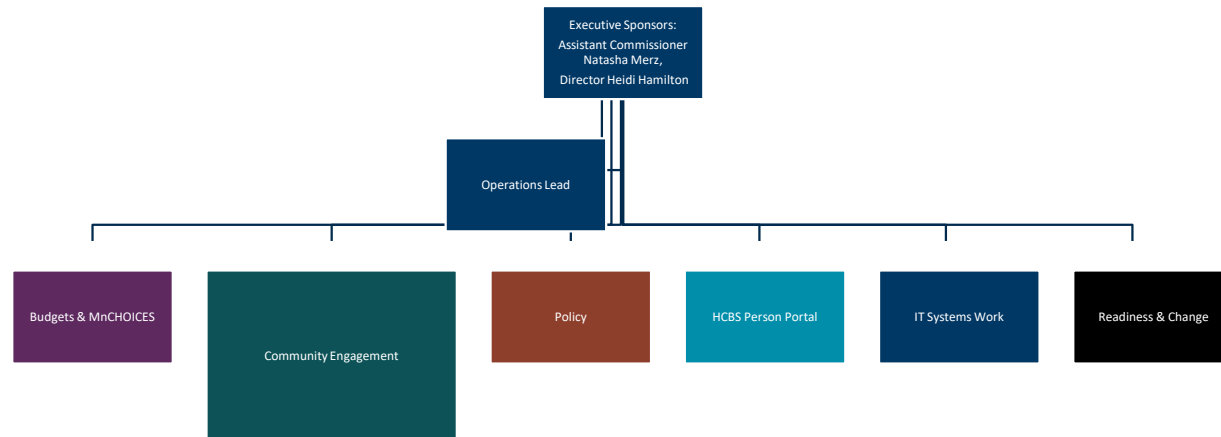 Executive Sponsors:
Assistant Commissioner
Natasha Merz,
Director Heidi Hamilton
Operations Lead
Budgets & MnCHOICES
Community Engagement
Policy
HCBS Person Portal
IT Systems Work
Readiness & Change